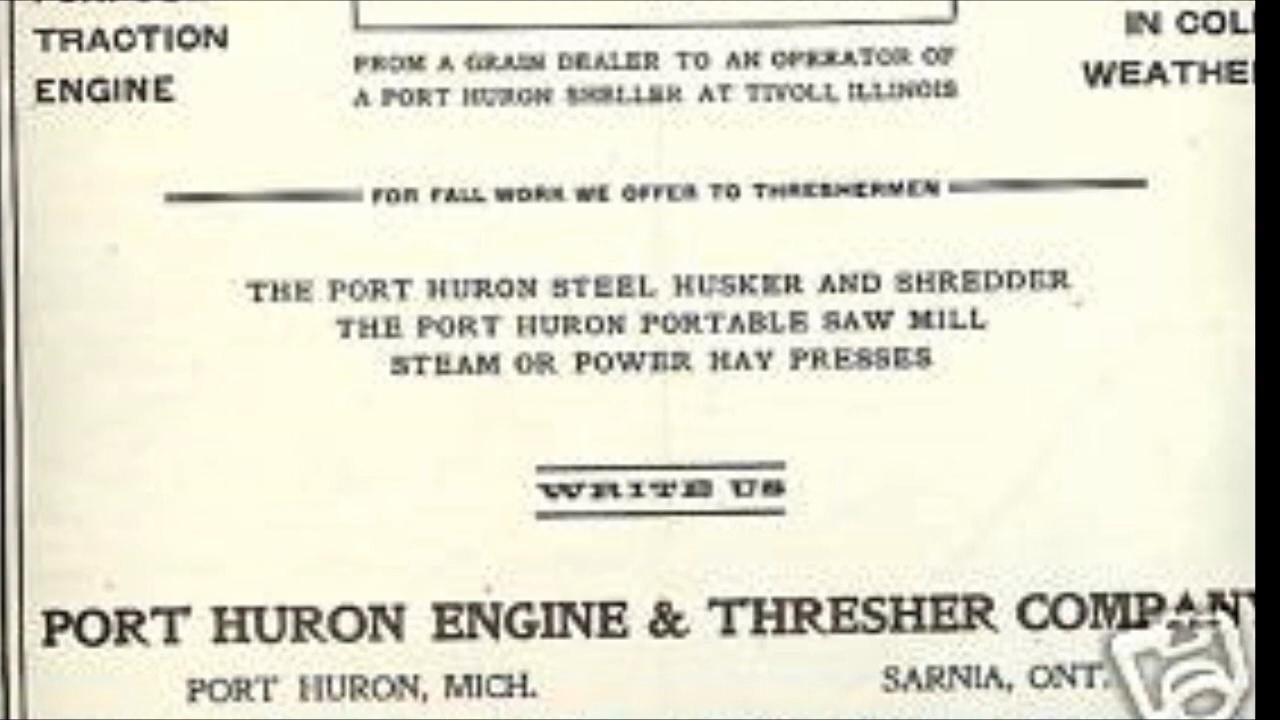 TRACTION
ENGINE
IN COL
WEATHE
FROM A GRAIN DEALER TO AN OPERATOR OF
A PORT HURON SHELLER AT TIVOLI ILLINOIS
FOR FALL WORK WE OFFER TO THRESHERMEN
THE PORT HURON STEEL HUSKER AND SHREDDER
THE PORT HURON PORTABLE SAW MILL
STEAM OR POWER HAY PRESSES
WRITE US
PORT HURON ENGINE & THRESHER COMPANY
PORT HURON, MICH.
SARNIA, ONT.